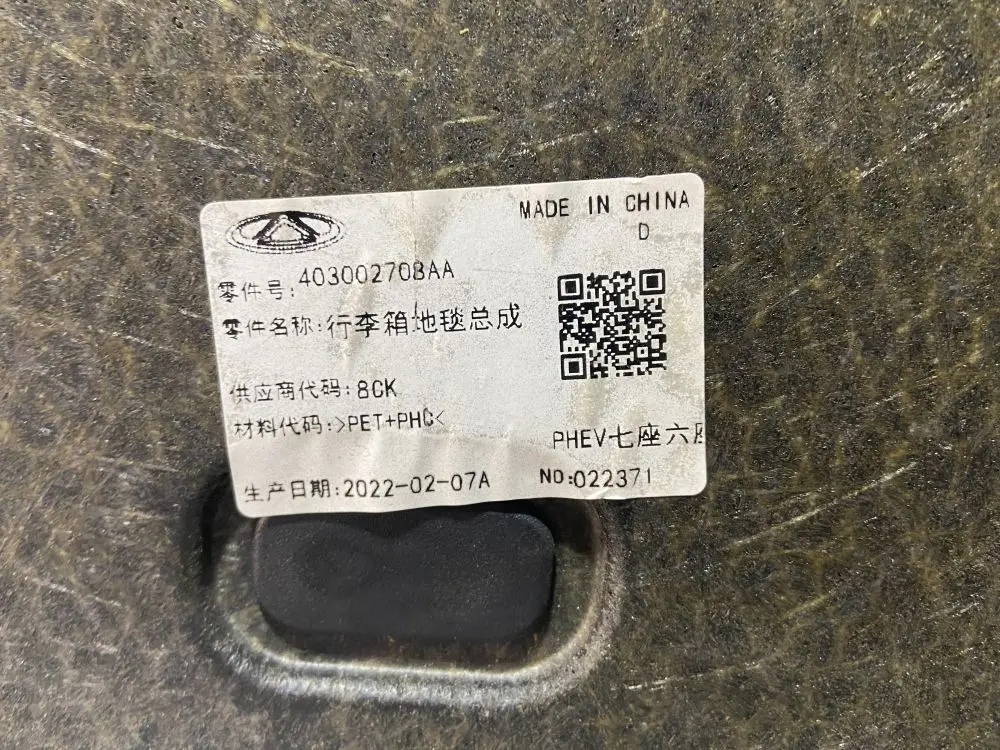 MADE IN CHINA
D
零件号:403002708AA
零件名称:行李箱地毯总成
供应商代码:8CK
材料代码:>PET+PHC<
PHEV七座六
生产日期:2022-02-07A
NO:022371